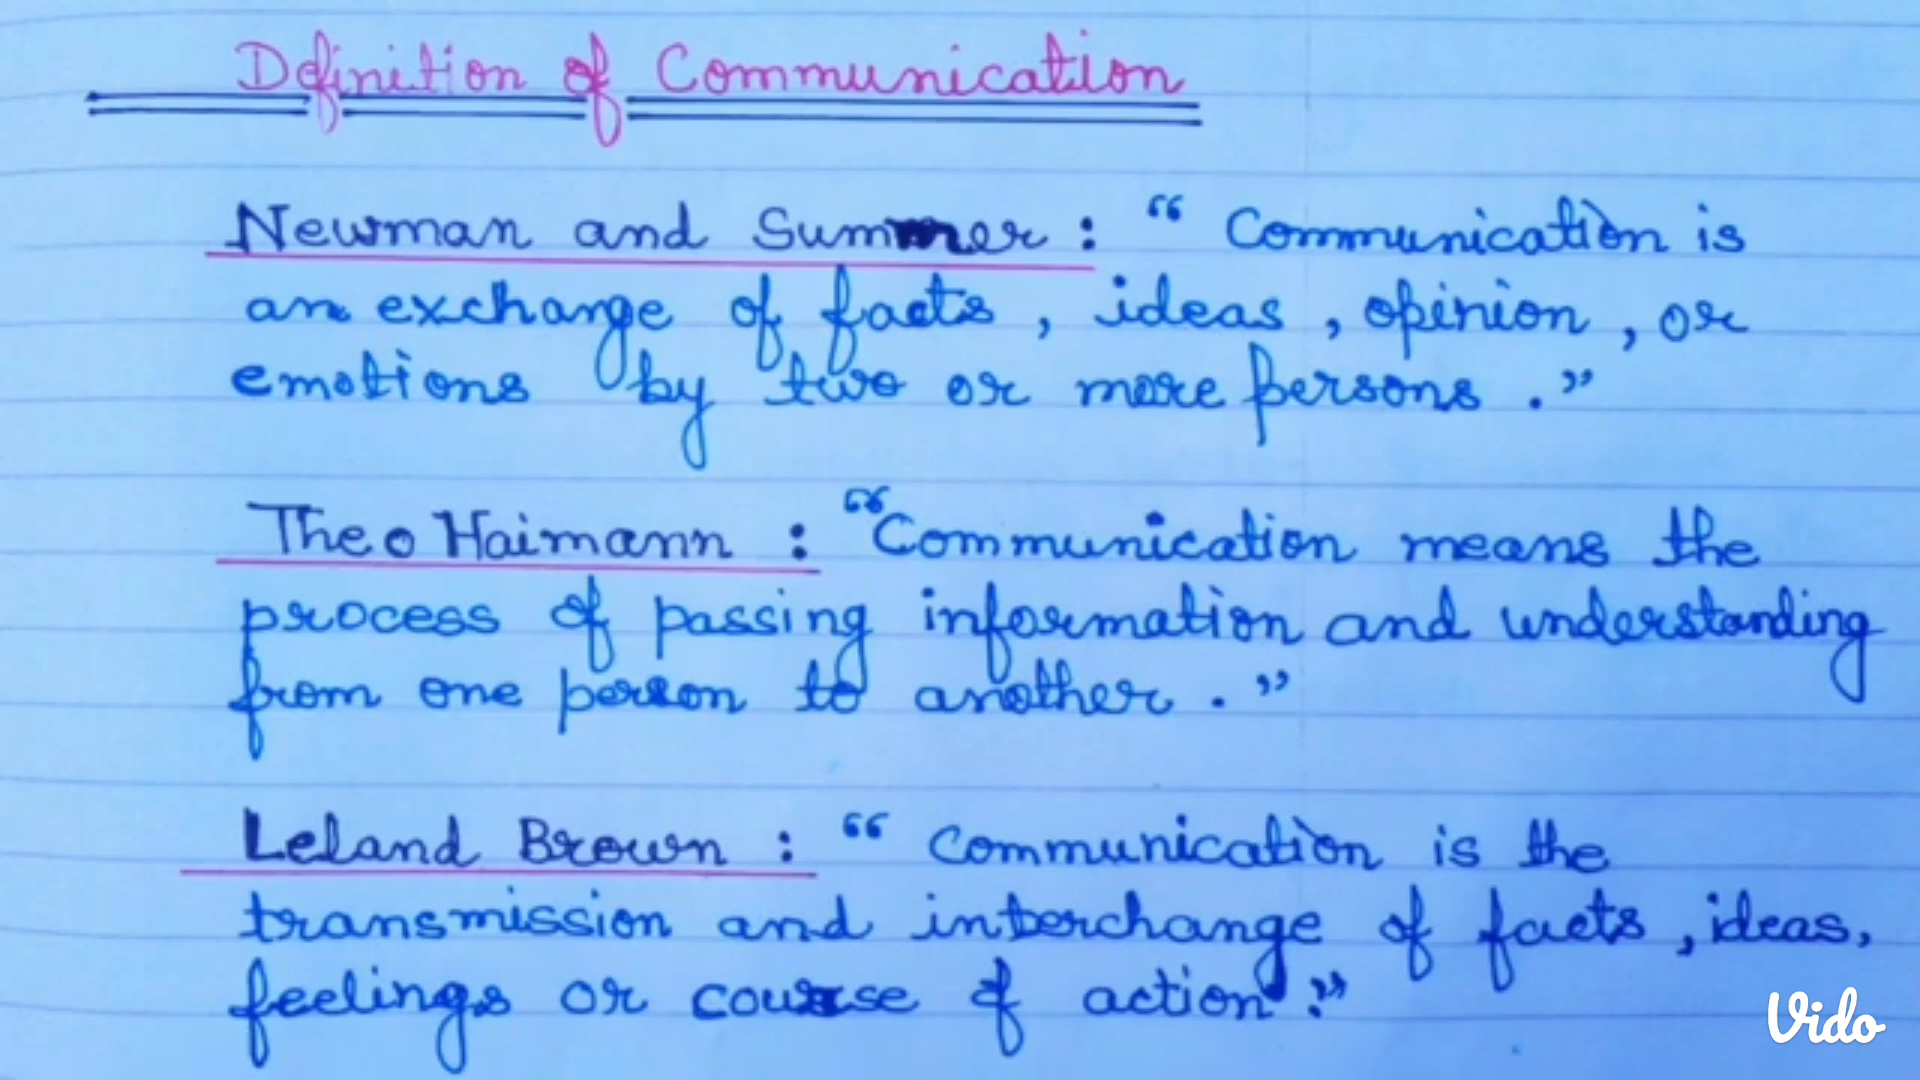 Dfinition of Communication
Newman and Summer : “ Communication is
an exchange of facts , ideas , opinion , or
emotions by two or more persons . ”
Theo Haimann : “Communication means the
process of passing information and understanding
from one person to another . ”
Leland Brown : “ Communication is the
transmission and interchange of facts , ideas,
feelings or course of action . ”
Vido